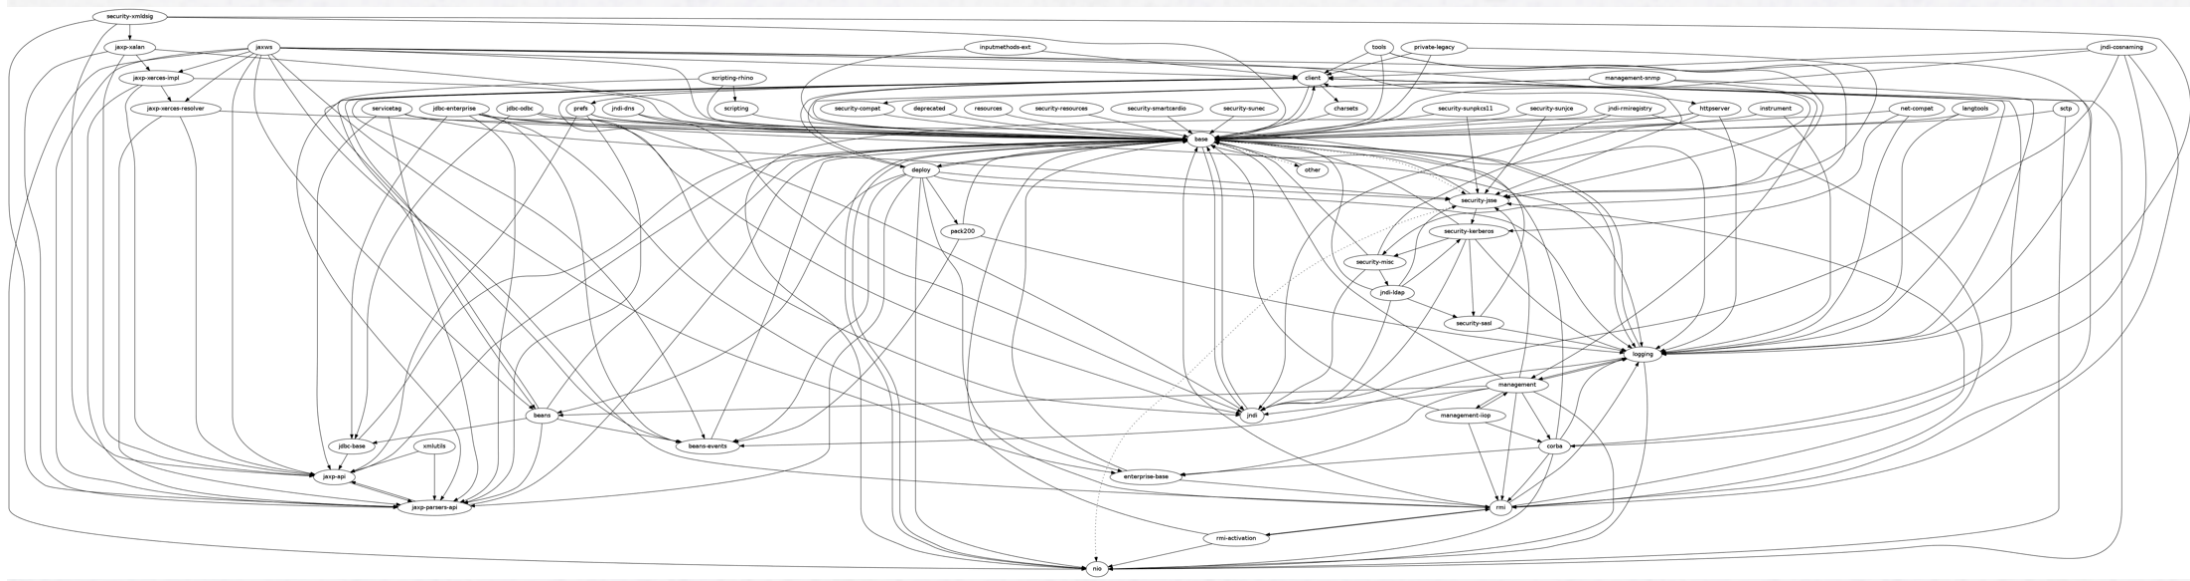 security-xmldsig
jaxp-xalan jaxws inputmethods-ext tools private-legacy jndi-cosnaming
jaxp-xerces-impl scripting-rhino client management-snmp
jaxp-xerces-resolver servicetag jdbc-enterprise jdbc-odbc prefs jndi-dns scripting security-compat deprecated resources security-resources security-smartcardio security-sunec charsets security-sunpkcs11 security-sunjce jndi-rmiregistry httpserver instrument net-compat langtools sctp
base
deploy other
security-jsse
pack200 security-kerberos
security-misc
jndi-ldap
security-sasl
logging
management
beans jndi management-iiop
jdbc-base xmlutils beans-events corba
jaxp-api enterprise-base
jaxp-parsers-api rmi
rmi-activation
nio